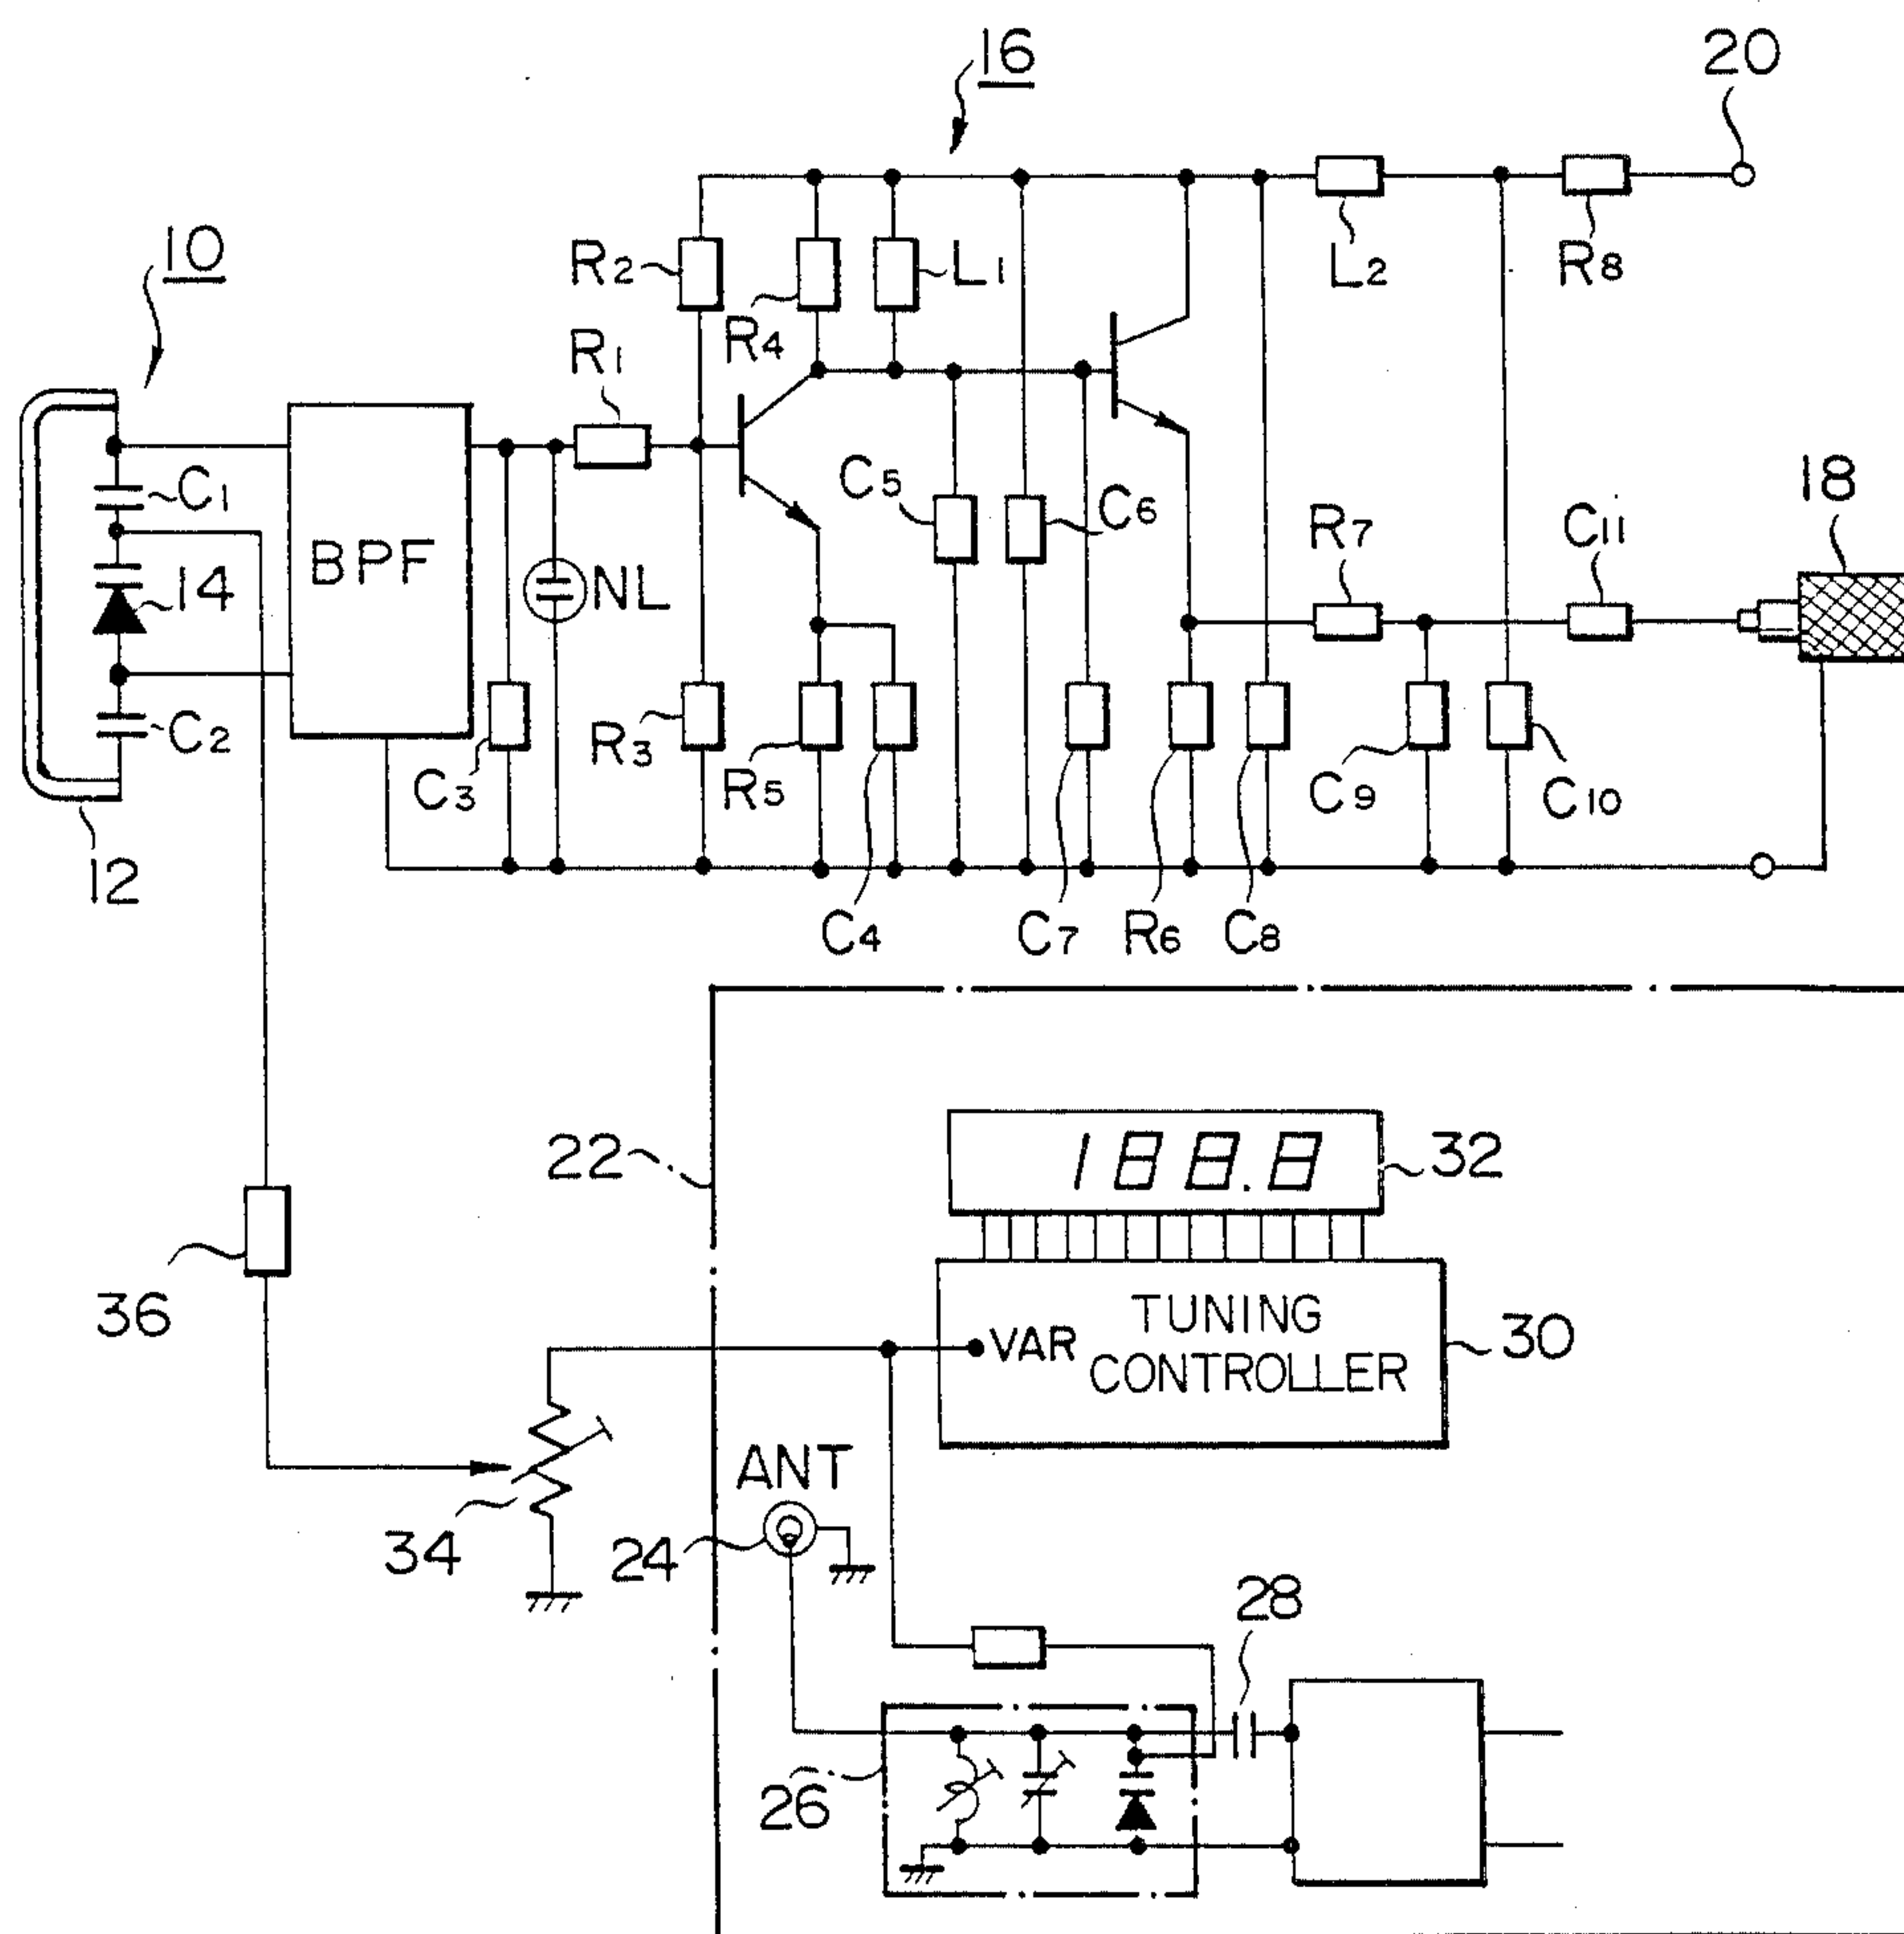 16
20
10
R2
R4
L1
L2
R8
R1
C1
BPF
14
NL
C5
C6
R7
C11
18
C2
C3
R3
R5
C9
C10
12
C4
C7
R6
C8
22
188.8
32
36
VAR
TUNING
CONTROLLER
30
ANT
34
24
28
26